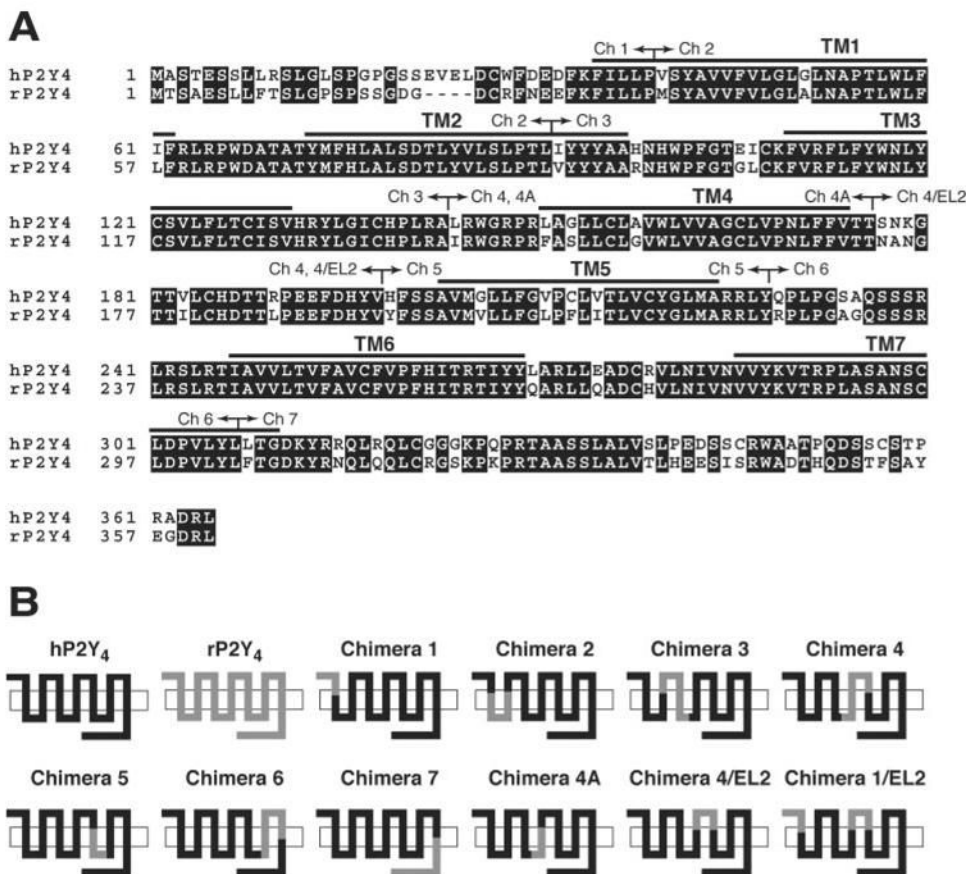 A
Ch 1 Ch 2 TM1
hP2Y4 1 MASTESSLLRSLGLSPGPGSSEVELDCWFDEDFKFILLPVSYAVVFVLGLGLNAPTLWLF
rP2Y4 1 MTSAESLLFTSLGPSPSSGDG----DCRFNEEFKFILLPMSYAVVFVLGLALNAPTLWLF
TM2 Ch 2 Ch 3 TM3
hP2Y4 61 IFRLRPWDATATYMFHLALSDTLYVLSLPTLIYYYAAHNHWPFGTEICKFVRFLFYWNLY
rP2Y4 57 LFRLRPWDATATYMFHLALSDTLYVLSLPTLVYYYAARNHWPFGTGLCKFVRFLFYWNLY
Ch 3 Ch 4, 4A TM4 Ch 4A Ch 4/EL2
hP2Y4 121 CSVLFLTCISVHRYLGICHPLRALRWGRPRLAGLLCLAVWLVVAGCLVPNLFFVTTSNKG
rP2Y4 117 CSVLFLTCISVHRYLGICHPLRAIRWGRPRFASLLCLGVWLVVAGCLVPNLFFVTTNANG
Ch 4, 4/EL2 Ch 5 TM5 Ch 5 Ch 6
hP2Y4 181 TTVLCHDTTRPEEFDHYVHFSSAVMGLLFGVPCLVTLVCYGLMARRLYQPLPGSAQSSSR
rP2Y4 177 TTILCHDTTLPEEFDHYVYFSSAVMVLLFGLPFLITLVCYGLMARRLYRPLPGAGQSSSR
TM6 TM7
hP2Y4 241 LRSLRTIAVVLTVFAVCFVPFHITRTIYYLARLLEADCRVLNIVNVVYKVTRPLASANSC
rP2Y4 237 LRSLRTIAVVLTVFAVCFVPFHITRTIYYQARLLQADCHVLNIVNVVYKVTRPLASANSC
Ch 6 Ch 7
hP2Y4 301 LDPVLYLLTGDKYRRQLRQLCGGGKPQPRTAASSLALVSLPEDSSCRWAATPQDSSCSTP
rP2Y4 297 LDPVLYLFTGDKYRNQLQQLCRGSKPKPRTAASSLALVTLHEESISRWADTHQDSTFSAY
hP2Y4 361 RADRL
rP2Y4 357 EGDRL
B
hP2Y4 rP2Y4 Chimera 1 Chimera 2 Chimera 3 Chimera 4
Chimera 5 Chimera 6 Chimera 7 Chimera 4A Chimera 4/EL2 Chimera 1/EL2